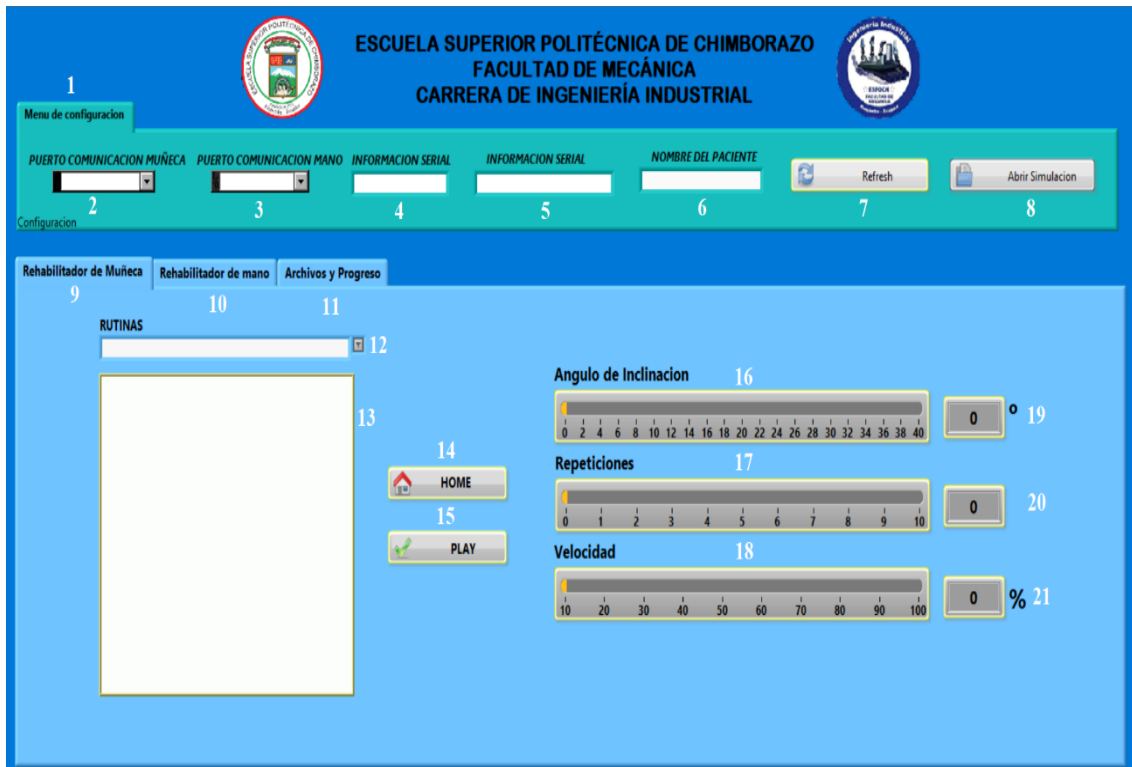 ESCUELA SUPERIOR POLITÉCNICA DE CHIMBORAZO
FACULTAD DE MECÁNICA
CARRERA DE INGENIERÍA INDUSTRIAL
1
Menu de configuracion
PUERTO COMUNICACION MUÑECA PUERTO COMUNICACION MANO INFORMACION SERIAL INFORMACION SERIAL NOMBRE DEL PACIENTE
Refresh Abrir Simulacion
2 3 4 5 6 7 8
Configuracion
Rehabilitador de Muñeca Rehabilitador de mano Archivos y Progreso
9 10 11
RUTINAS
12
13
14
HOME
15
PLAY
Angulo de Inclinacion 16
0 2 4 6 8 10 12 14 16 18 20 22 24 26 28 30 32 34 36 38 40
0 º 19
Repeticiones 17
0 1 2 3 4 5 6 7 8 9 10
0 20
Velocidad 18
10 20 30 40 50 60 70 80 90 100
0 % 21